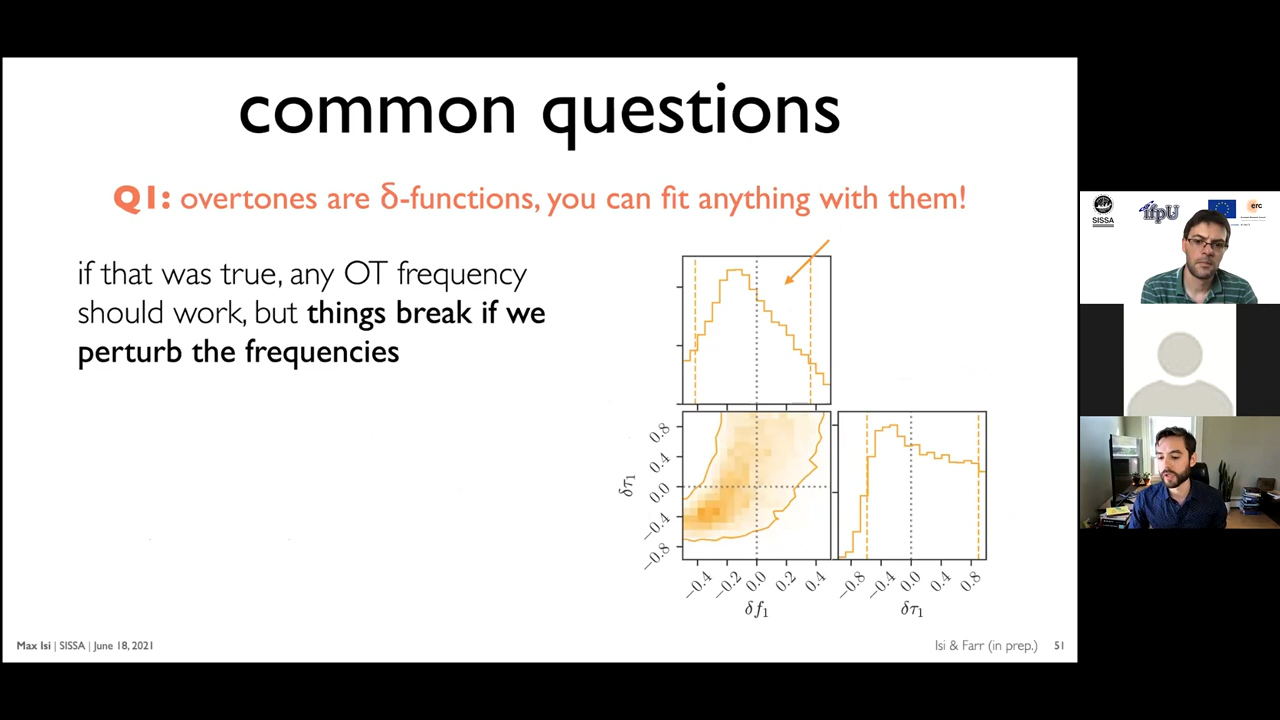 common questions
Q1: overtones are δ-functions, you can fit anything with them!
if that was true, any OT frequency
should work, but things break if we
perturb the frequencies
0.8
0.4
0.0
−0.4
−0.8
δτ₁
−0.4 −0.2 0.0 0.2 0.4
δf₁
−0.8 −0.4 0.0 0.4 0.8
δτ₁
Max Isi | SISSA | June 18, 2021
Isi & Farr (in prep.) 51
SISSA
ifpU
erc